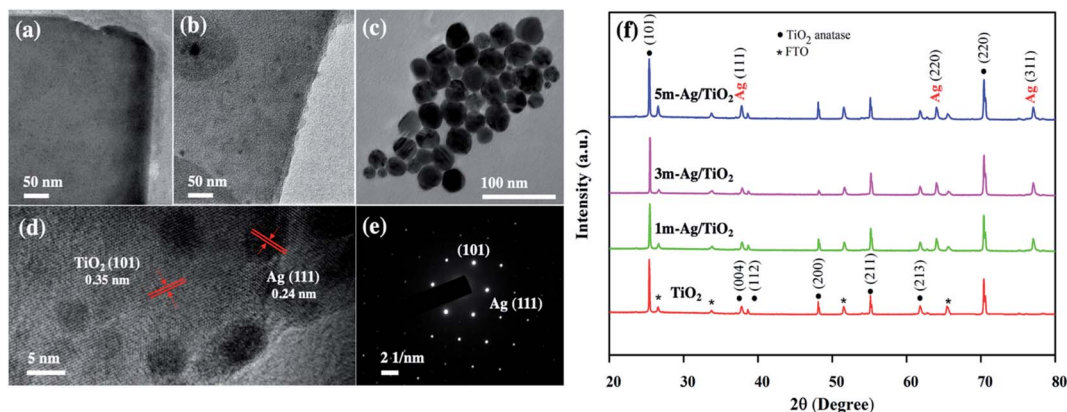 (a)
50 nm
(b)
50 nm
(c)
100 nm
(d)
TiO2 (101)
0.35 nm
Ag (111)
0.24 nm
5 nm
(e)
(101)
Ag (111)
2 1/nm
(f)
● TiO2 anatase
* FTO
(101)
Ag (111)
Ag (220)
(220)
Ag (311)
5m-Ag/TiO2
3m-Ag/TiO2
1m-Ag/TiO2
TiO2
(004)
(112)
(200)
(211)
(213)
Intensity (a.u.)
20 30 40 50 60 70 80
2θ (Degree)